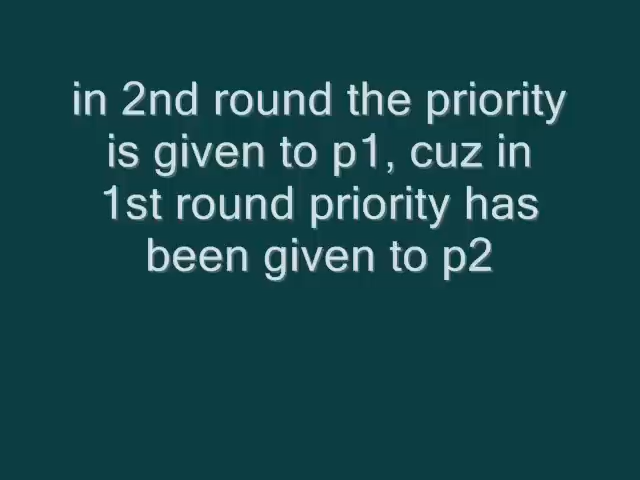 in 2nd round the priority
is given to p1, cuz in
1st round priority has
been given to p2